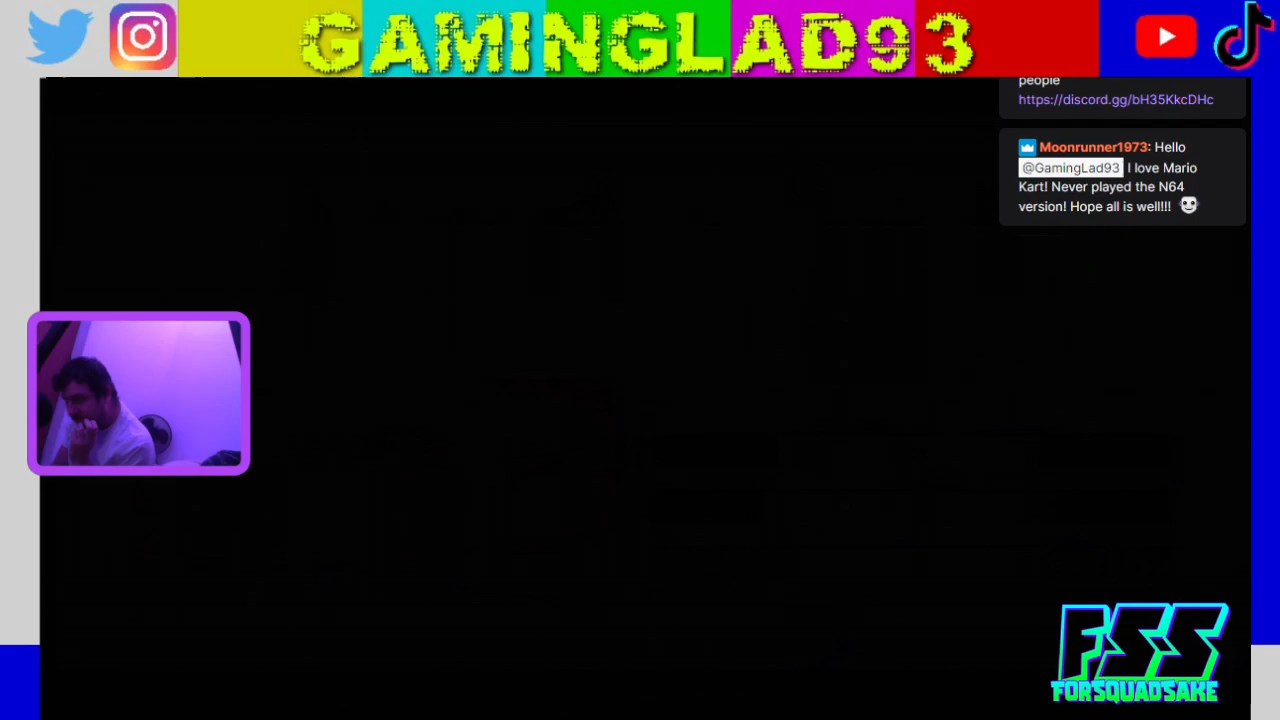 GAMINGLAD93
people
https://discord.gg/bH35KkcDHc
Moonrunner1973: Hello
@GamingLad93 I love Mario
Kart! Never played the N64
version! Hope all is well!!!
FSS
FORSQUADSAKE